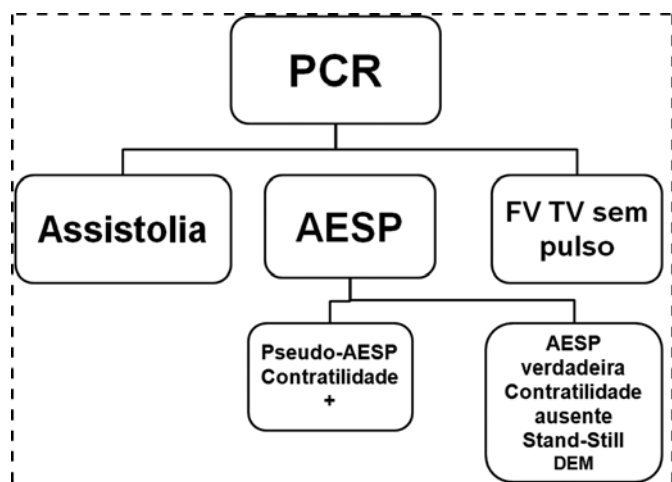 PCR
Assistolia
AESP
FV TV sem
pulso
Pseudo-AESP
Contratilidade
+
AESP
verdadeira
Contratilidade
ausente
Stand-Still
DEM